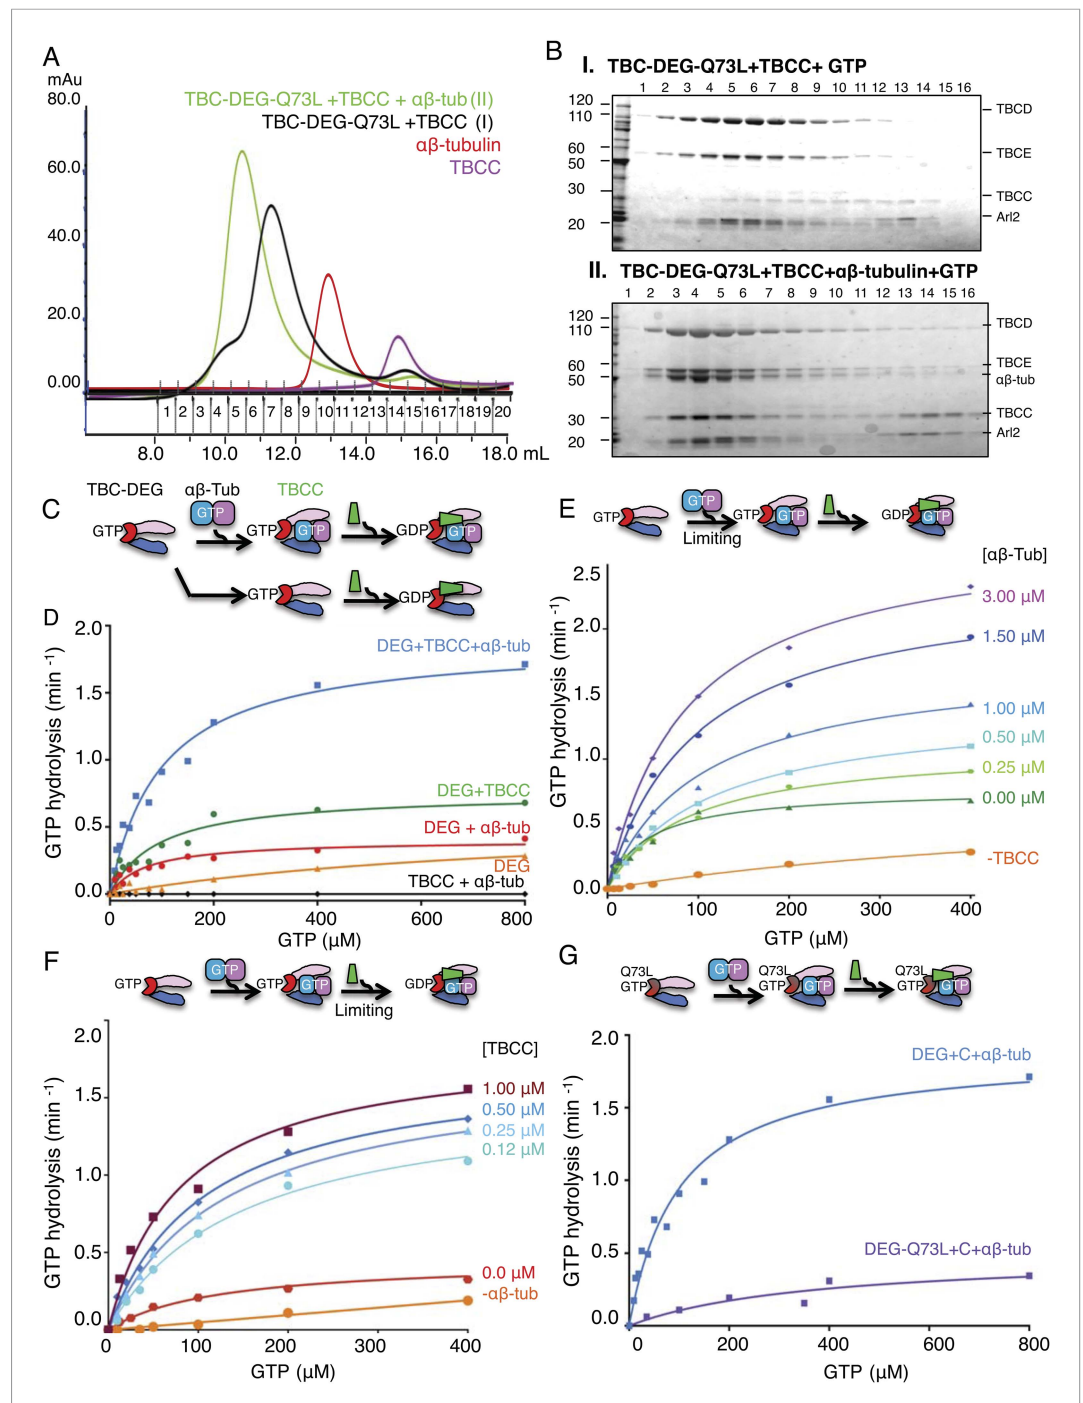 A
mAu
80.0
60.0
40.0
20.0
0.00
TBC-DEG-Q73L +TBCC + αβ-tub (II)
TBC-DEG-Q73L +TBCC (I)
αβ-tubulin
TBCC
1 2 3 4 5 6 7 8 9 10 11 12 13 14 15 16 17 18 19 20
8.0 10.0 12.0 14.0 16.0 18.0 mL
B
I. TBC-DEG-Q73L+TBCC+ GTP
1 2 3 4 5 6 7 8 9 10 11 12 13 14 15 16
120
110
60
50
30
20
TBCD
TBCE
TBCC
Arl2
II. TBC-DEG-Q73L+TBCC+αβ-tubulin+GTP
1 2 3 4 5 6 7 8 9 10 11 12 13 14 15 16
120
110
60
50
30
20
TBCD
TBCE
αβ-tub
TBCC
Arl2
C
TBC-DEG αβ-Tub TBCC
GTP GTP GTP GTP GDP GTP
GTP GDP
D
GTP hydrolysis (min -1)
2.0
1.0
0.5
0.0
DEG+TBCC+αβ-tub
DEG+TBCC
DEG + αβ-tub
DEG
TBCC + αβ-tub
0 200 400 600 800
GTP (μM)
E
GTP GTP GTP GTP GDP GTP
Limiting
[αβ-Tub]
GTP hydrolysis (min -1)
2.5
2.0
1.5
1.0
0.5
0.0
3.00 μM
1.50 μM
1.00 μM
0.50 μM
0.25 μM
0.00 μM
-TBCC
0 100 200 300 400
GTP (μM)
F
GTP GTP GTP GTP GDP GTP
Limiting
[TBCC]
GTP hydrolysis (min -1)
2.0
1.5
1.0
0.5
0.0
1.00 μM
0.50 μM
0.25 μM
0.12 μM
0.0 μM
-αβ-tub
0 100 200 300 400
GTP (μM)
G
Q73L Q73L Q73L
GTP GTP GTP GTP GTP GTP
GTP hydrolysis (min -1)
2.0
1.5
1.0
0.5
0.0
DEG+C+αβ-tub
DEG-Q73L+C+αβ-tub
0 200 400 600 800
GTP (μM)